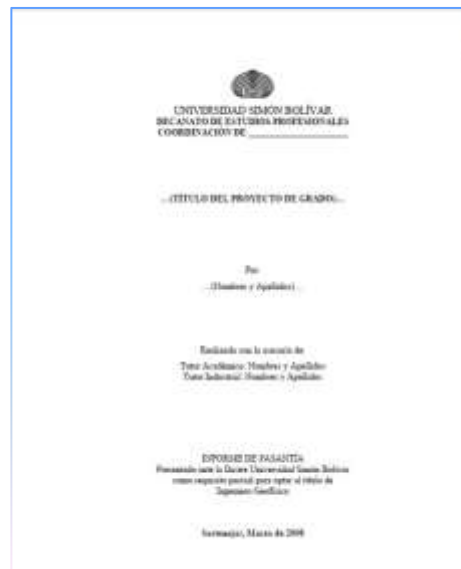 UNIVERSIDAD SIMÓN BOLÍVAR
DECANATO DE ESTUDIOS PROFESIONALES
COORDINACIÓN DE ______________________
...(TÍTULO DEL PROYECTO DE GRADO)...
Por
...(Nombres y Apellidos)...
Realizado con la asesoría de:
Tutor Académico: Nombres y Apellidos
Tutor Industrial: Nombres y Apellidos
INFORME DE PASANTÍA
Presentado ante la Ilustre Universidad Simón Bolívar
como requisito parcial para optar al título de
Ingeniero Geofísico
Sartenejas, Marzo de 2008